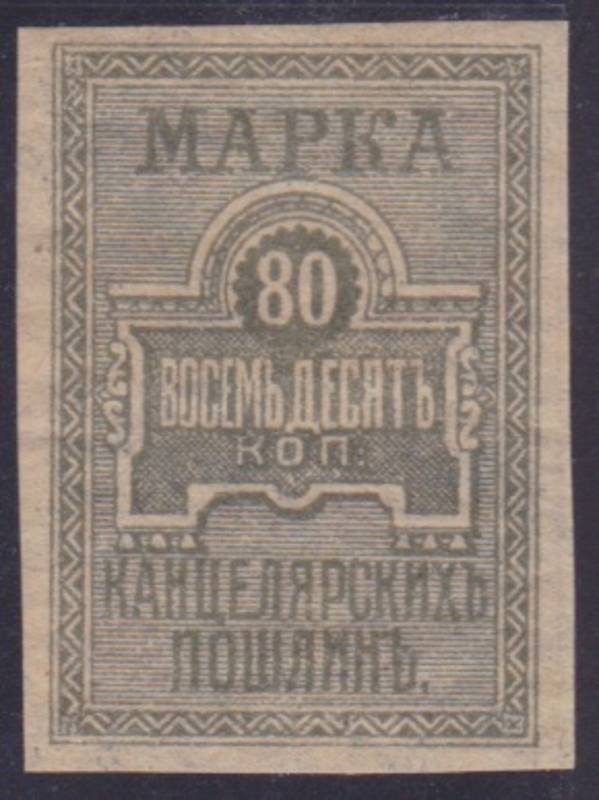 МАРКА
80
ВОСЕМЬДЕСЯТЪ
КОП:
КАНЦЕЛЯРСКИХЪ
ПОШЛИНЪ.